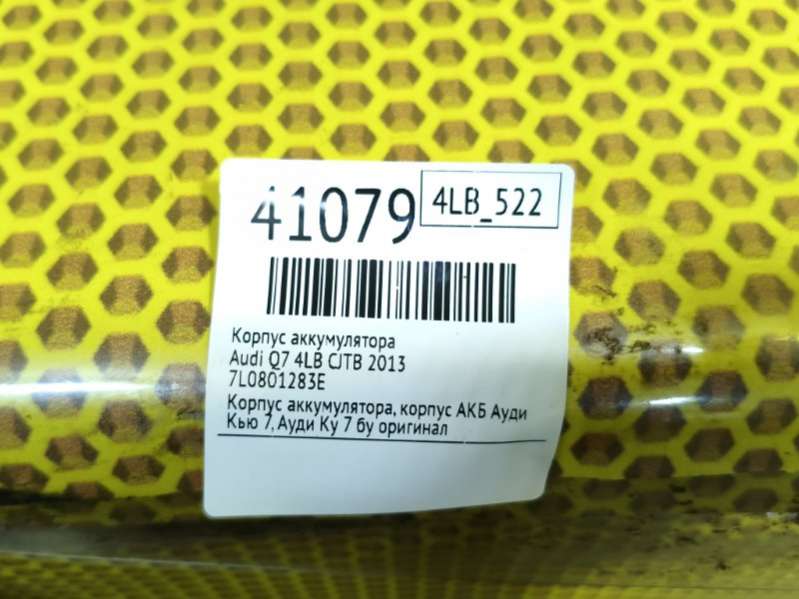 41079
4LB_522
Корпус аккумулятора
Audi Q7 4LB CJTB 2013
7L0801283E
Корпус аккумулятора, корпус АКБ Ауди
Кью 7, Ауди Ку 7 бу оригинал